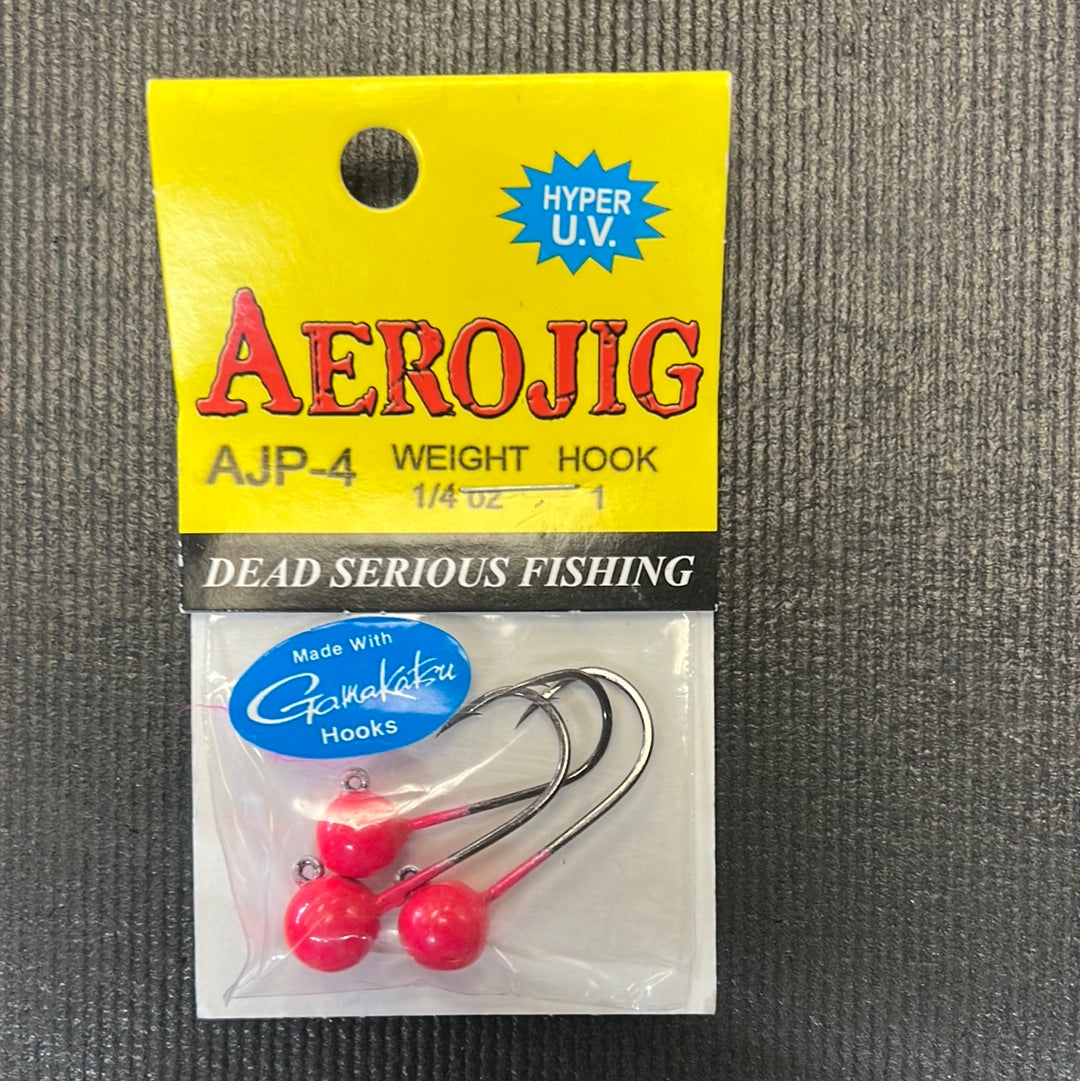 HYPER
U.V.
AEROJIG
AJP-4 WEIGHT HOOK
1/4 oz 1
DEAD SERIOUS FISHING
Made With
Gamakatsu
Hooks